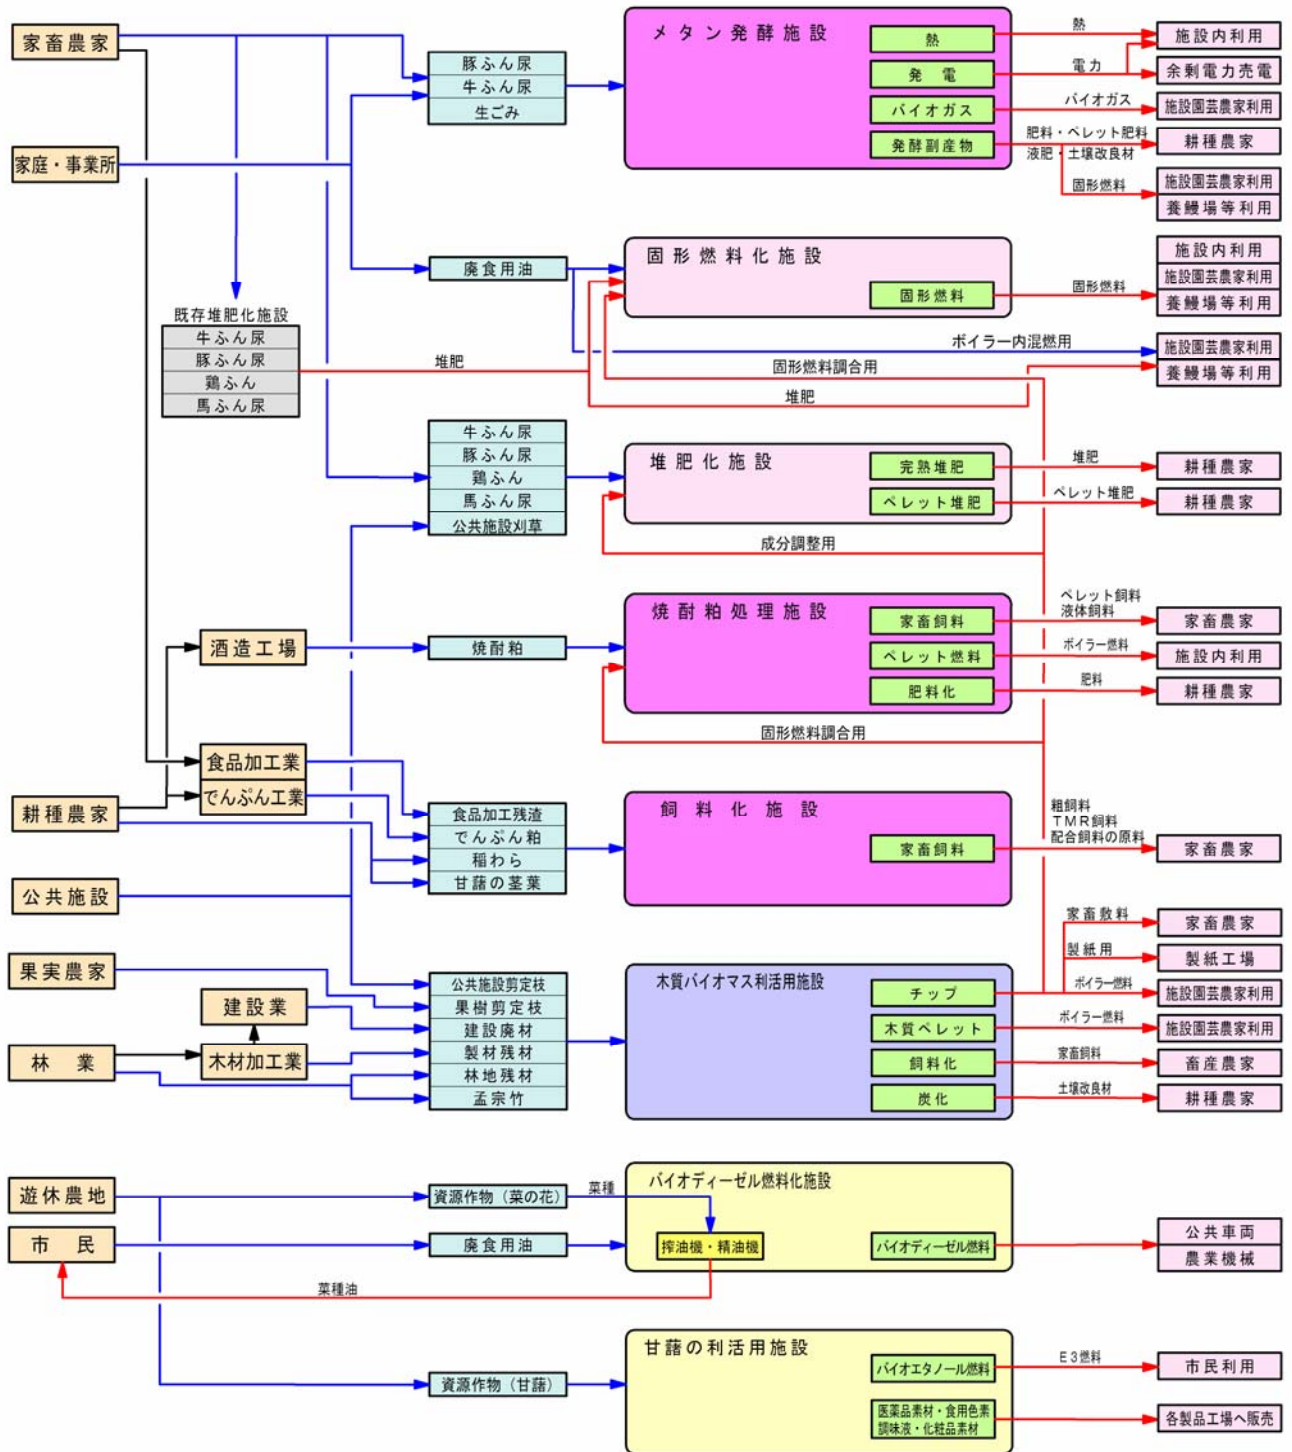 家畜農家
家庭・事業所
豚ふん尿
牛ふん尿
生ごみ
メタン発酵施設
熱
発電
バイオガス
発酵副産物
熱
電力
バイオガス
肥料・ペレット肥料
液肥・土壌改良材
固形燃料
施設内利用
余剰電力売電
施設園芸農家利用
耕種農家
施設園芸農家利用
養鰻場等利用
廃食用油
固形燃料化施設
固形燃料
固形燃料
施設内利用
施設園芸農家利用
養鰻場等利用
既存堆肥化施設
牛ふん尿
豚ふん尿
鶏ふん
馬ふん尿
堆肥
ボイラー内混燃用
固形燃料調合用
堆肥
施設園芸農家利用
養鰻場等利用
牛ふん尿
豚ふん尿
鶏ふん
馬ふん尿
公共施設刈草
堆肥化施設
完熟堆肥
ペレット堆肥
堆肥
ペレット堆肥
耕種農家
耕種農家
成分調整用
酒造工場
焼酎粕
焼酎粕処理施設
家畜飼料
ペレット燃料
肥料化
ペレット飼料
液体飼料
ボイラー燃料
肥料
家畜農家
施設内利用
耕種農家
固形燃料調合用
食品加工業
でんぷん工業
耕種農家
公共施設
食品加工残渣
でんぷん粕
稲わら
甘藷の茎葉
飼料化施設
家畜飼料
粗飼料
TMR飼料
配合飼料の原料
家畜農家
果実農家
建設業
林業
木材加工業
公共施設剪定枝
果樹剪定枝
建設廃材
製材残材
林地残材
孟宗竹
木質バイオマス利活用施設
チップ
木質ペレット
飼料化
炭化
家畜敷料
製紙用
ボイラー燃料
ボイラー燃料
家畜飼料
土壌改良材
家畜農家
製紙工場
施設園芸農家利用
施設園芸農家利用
畜産農家
耕種農家
遊休農地
市民
資源作物（菜の花）
廃食用油
菜種
バイオディーゼル燃料化施設
搾油機・精油機
バイオディーゼル燃料
公共車両
農業機械
菜種油
資源作物（甘藷）
甘藷の利活用施設
バイオエタノール燃料
医薬品素材・食用色素
調味液・化粧品素材
E3燃料
市民利用
各製品工場へ販売